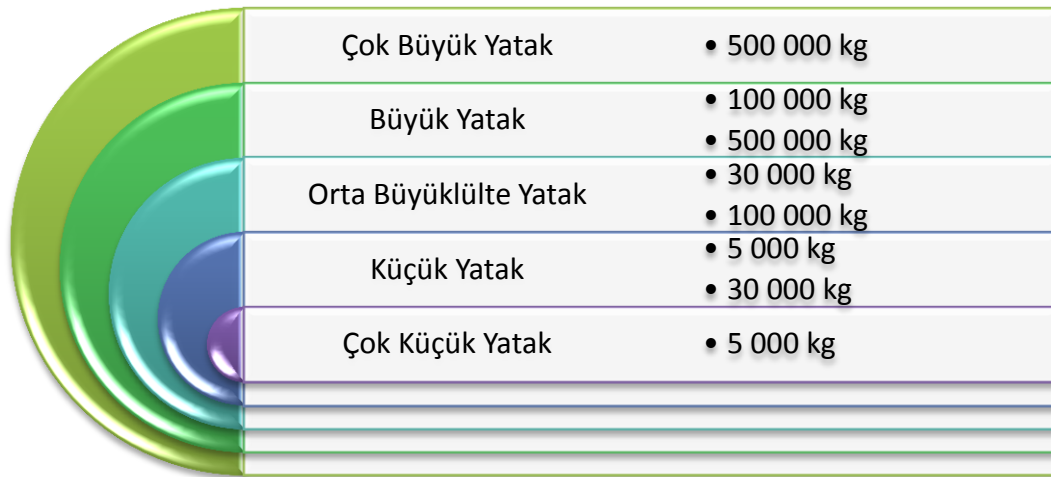 Çok Büyük Yatak
• 500 000 kg
Büyük Yatak
• 100 000 kg
• 500 000 kg
Orta Büyüklülte Yatak
• 30 000 kg
• 100 000 kg
Küçük Yatak
• 5 000 kg
• 30 000 kg
Çok Küçük Yatak
• 5 000 kg